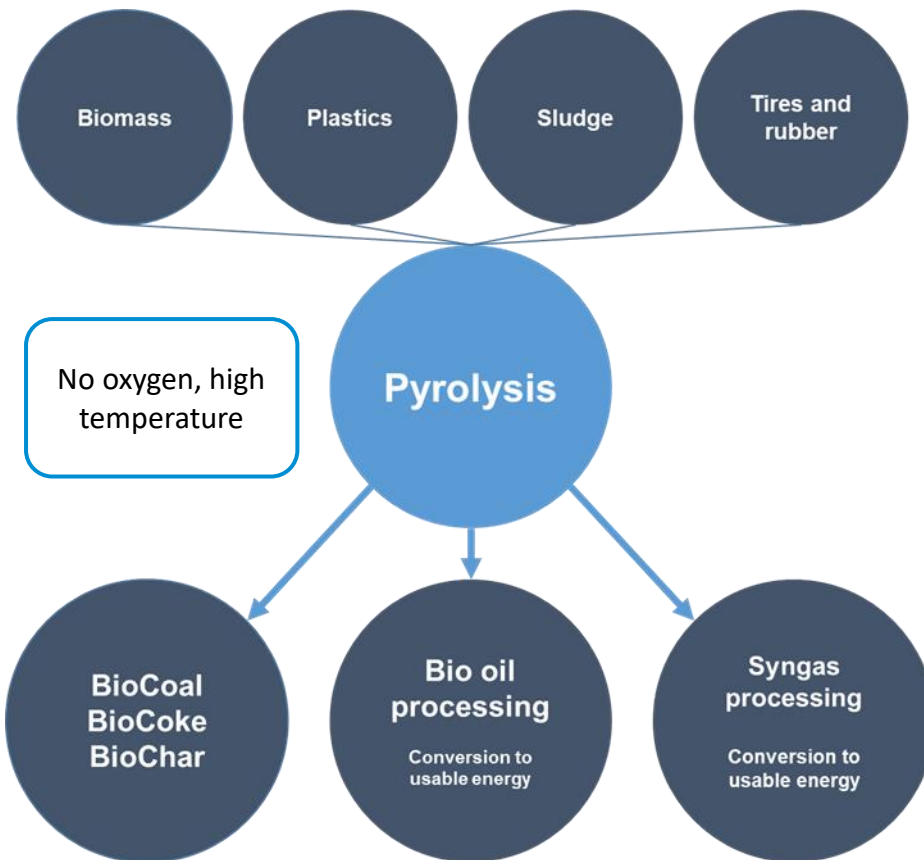 Biomass
Plastics
Sludge
Tires and
rubber
No oxygen, high
temperature
Pyrolysis
BioCoal
BioCoke
BioChar
Bio oil
processing
Conversion to
usable energy
Syngas
processing
Conversion to
usable energy